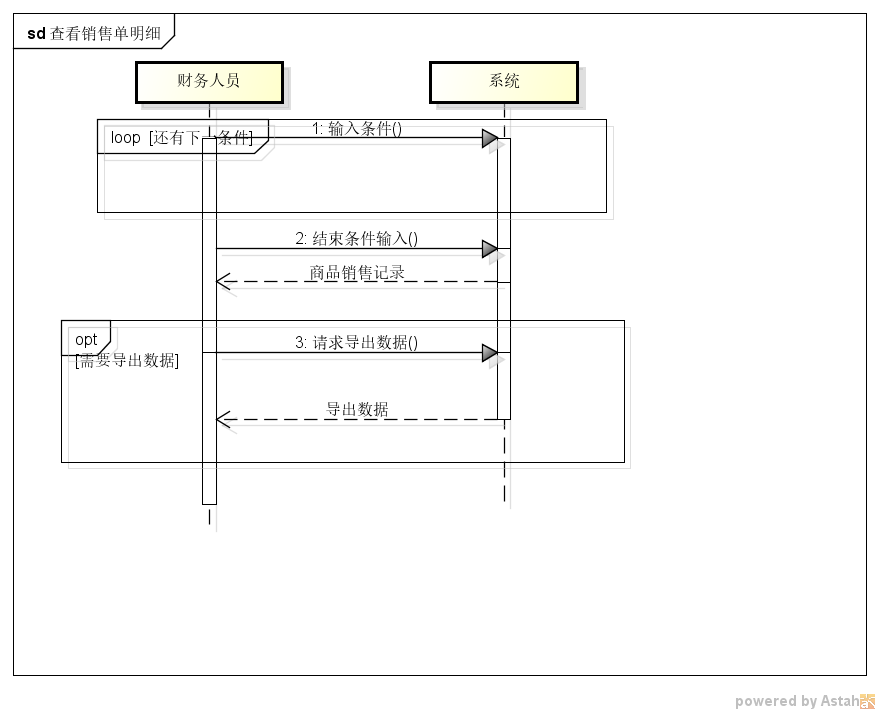 sd 查看销售单明细
财务人员
系统
1: 输入条件()
loop [还有下一条件]
2: 结束条件输入()
商品销售记录
opt
3: 请求导出数据()
[需要导出数据]
导出数据
powered by Astah